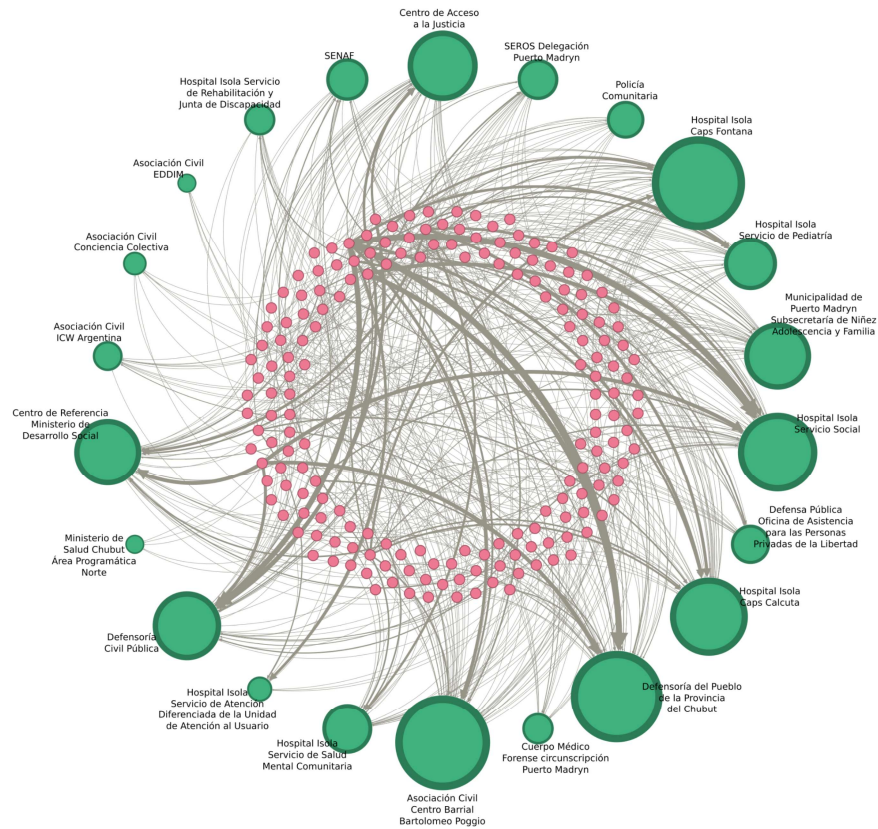 Centro de Acceso
a la Justicia
SENAF
SEROS Delegación
Puerto Madryn
Hospital Isola Servicio
de Rehabilitación y
Junta de Discapacidad
Policía
Comunitaria
Hospital Isola
Caps Fontana
Asociación Civil
EDDIM
Hospital Isola
Servicio de Pediatría
Asociación Civil
Conciencia Colectiva
Municipalidad de
Puerto Madryn
Subsecretaría de Niñez
Adolescencia y Familia
Asociación Civil
ICW Argentina
Centro de Referencia
Ministerio de
Desarrollo Social
Hospital Isola
Servicio Social
Defensa Pública
Oficina de Asistencia
para las Personas
Privadas de la Libertad
Ministerio de
Salud Chubut
Área Programática
Norte
Hospital Isola
Caps Calcuta
Defensoría
Civil Pública
Defensoría del Pueblo
de la Provincia
del Chubut
Hospital Isola
Servicio de Atención
Diferenciada de la Unidad
de Atención al Usuario
Hospital Isola
Servicio de Salud
Mental Comunitaria
Cuerpo Médico
Forense circunscripción
Puerto Madryn
Asociación Civil
Centro Barrial
Bartolomeo Poggio